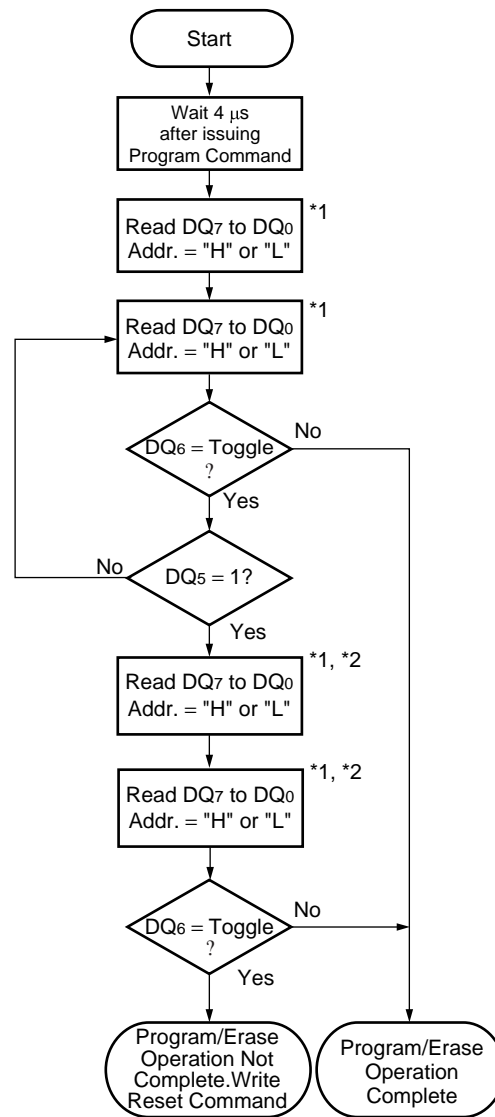 Start
Wait 4 μs
after issuing
Program Command
*1
Read DQ7 to DQ0
Addr. = "H" or "L"
*1
Read DQ7 to DQ0
Addr. = "H" or "L"
DQ6 = Toggle
?
No
Yes
No
DQ5 = 1?
Yes
*1, *2
Read DQ7 to DQ0
Addr. = "H" or "L"
*1, *2
Read DQ7 to DQ0
Addr. = "H" or "L"
DQ6 = Toggle
?
No
Yes
Program/Erase
Operation Not
Complete.Write
Reset Command
Program/Erase
Operation
Complete